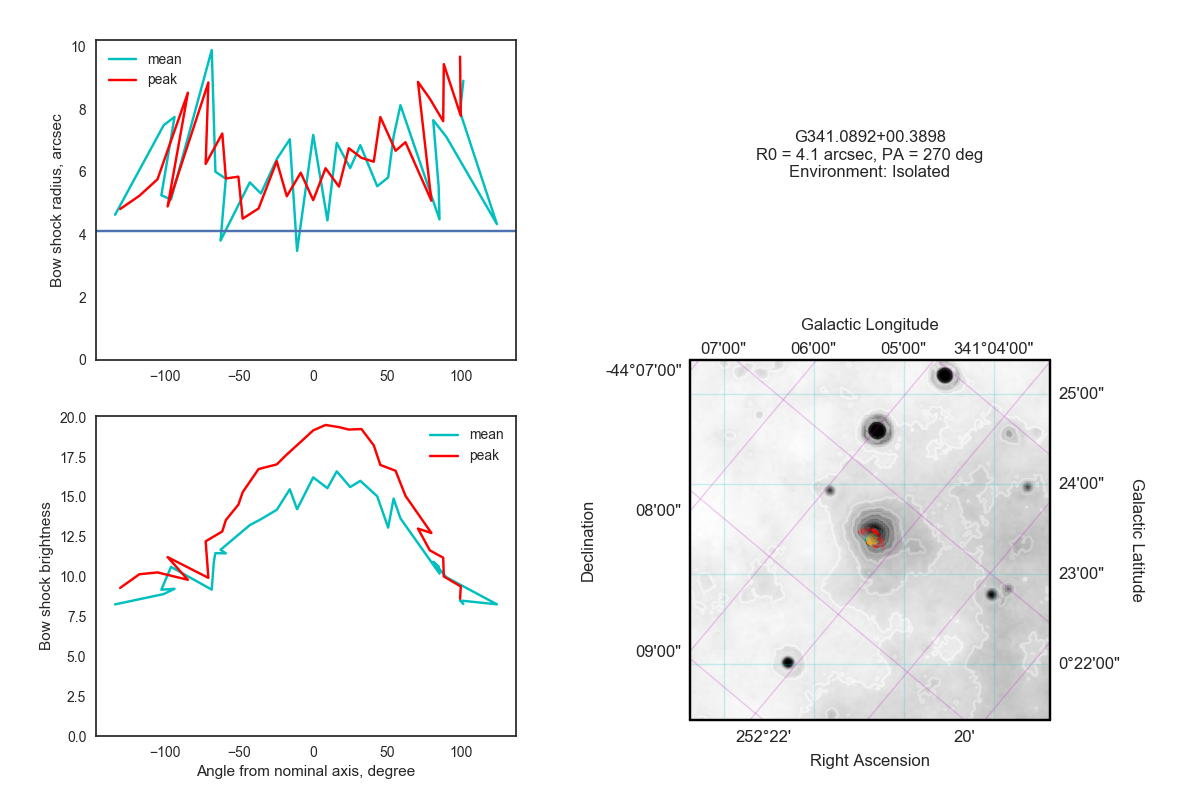 10
8
6
4
2
0
Bow shock radius, arcsec
mean
peak
−100
−50
0
50
100
20.0
17.5
15.0
12.5
10.0
7.5
5.0
2.5
0.0
Bow shock brightness
mean
peak
−100
−50
0
50
100
Angle from nominal axis, degree
G341.0892+00.3898
R0 = 4.1 arcsec, PA = 270 deg
Environment: Isolated
Galactic Longitude
07'00" 06'00" 05'00" 341°04'00"
-44°07'00"
08'00"
09'00"
Declination
25'00"
24'00"
23'00"
0°22'00"
Galactic Latitude
252°22' 20'
Right Ascension